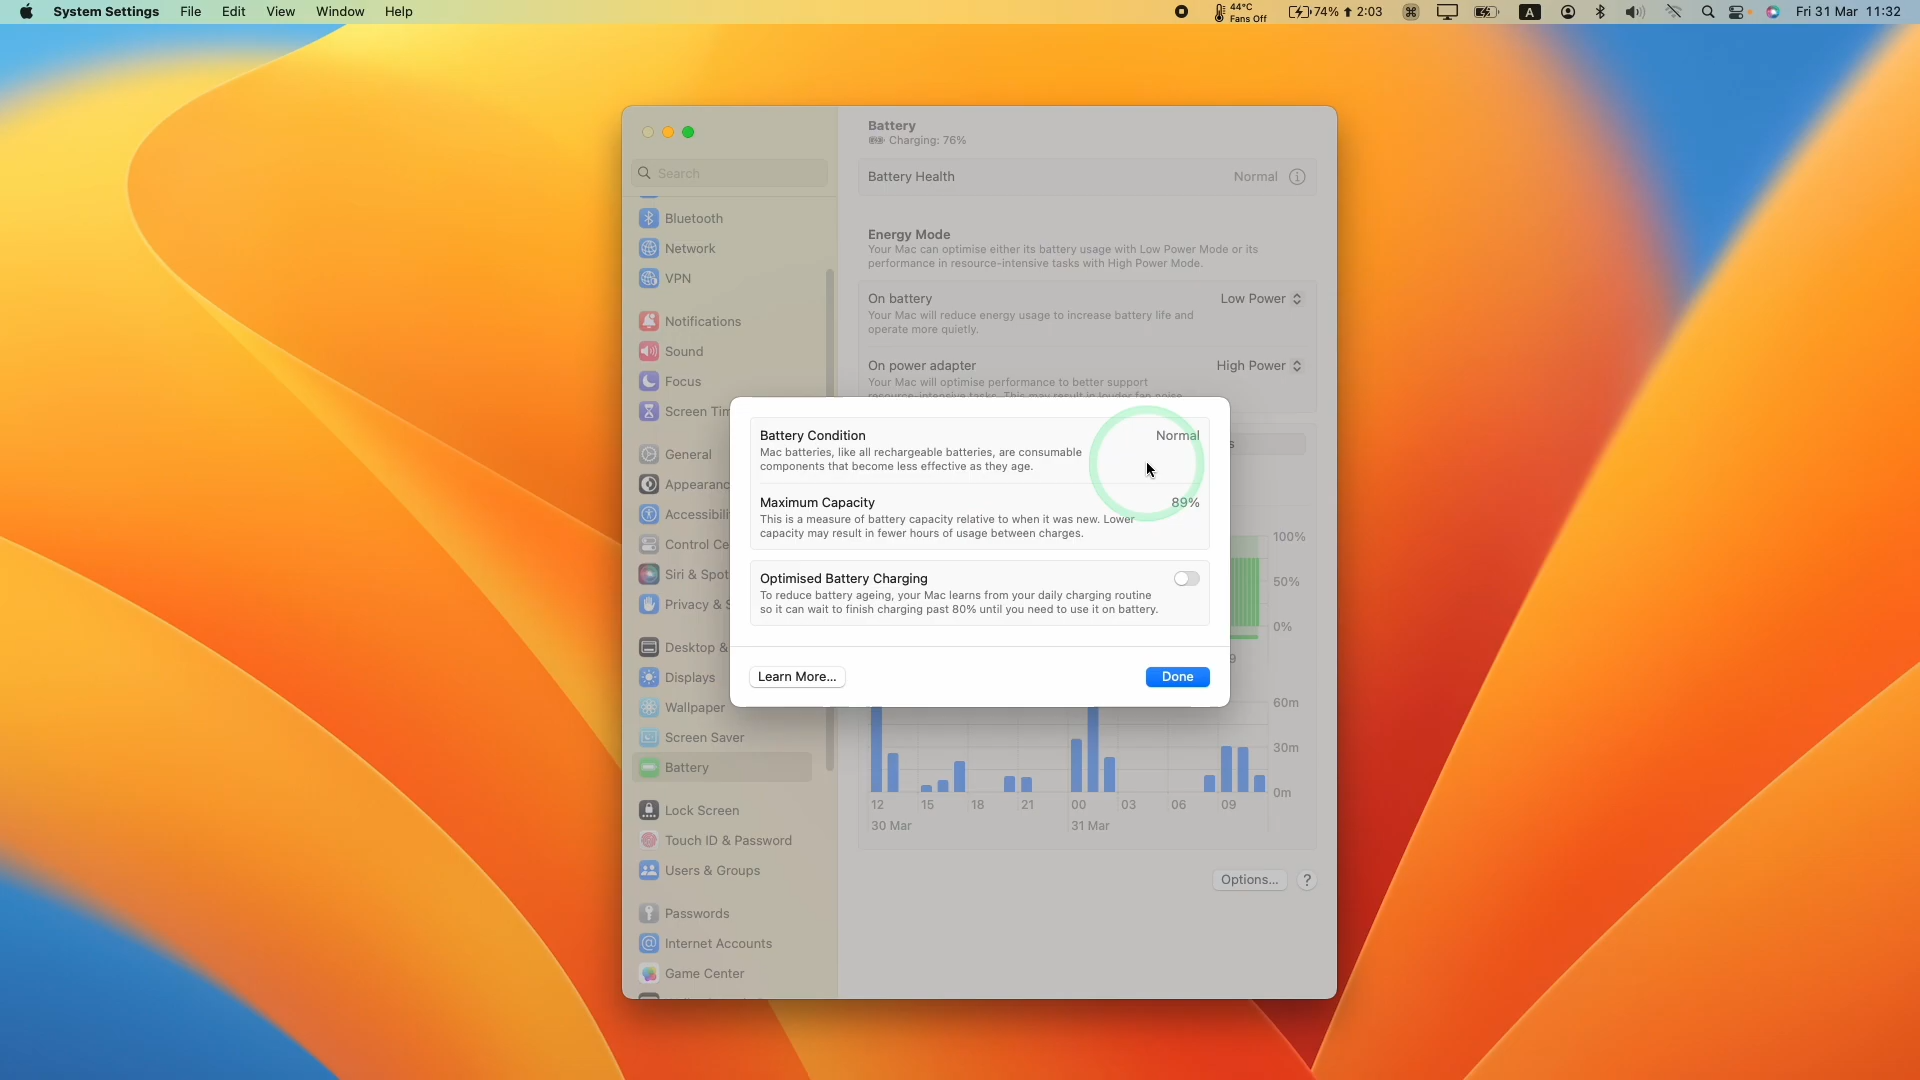 System Settings File Edit View Window Help
44°C
Fans Off
74% 2:03
A
Fri 31 Mar 11:32
Search
Bluetooth
Network
VPN
Notifications
Sound
Focus
Screen Tim
General
Appearanc
Accessibili
Control Ce
Siri & Spot
Privacy & S
Desktop &
Displays
Wallpaper
Screen Saver
Battery
Lock Screen
Touch ID & Password
Users & Groups
Passwords
Internet Accounts
Game Center
Battery
Charging: 76%
Battery Health Normal
Energy Mode
Your Mac can optimise either its battery usage with Low Power Mode or its
performance in resource-intensive tasks with High Power Mode.
On battery Low Power
Your Mac will reduce energy usage to increase battery life and
operate more quietly.
On power adapter High Power
Your Mac will optimise performance to better support
resource-intensive tasks. This may result in louder fan noise.
s
Battery Condition Normal
Mac batteries, like all rechargeable batteries, are consumable
components that become less effective as they age.
Maximum Capacity 89%
This is a measure of battery capacity relative to when it was new. Lower
capacity may result in fewer hours of usage between charges.
Optimised Battery Charging
To reduce battery ageing, your Mac learns from your daily charging routine
so it can wait to finish charging past 80% until you need to use it on battery.
Learn More... Done
100%
50%
0%
9
60m
30m
0m
12 15 18 21 00 03 06 09
30 Mar 31 Mar
Options... ?